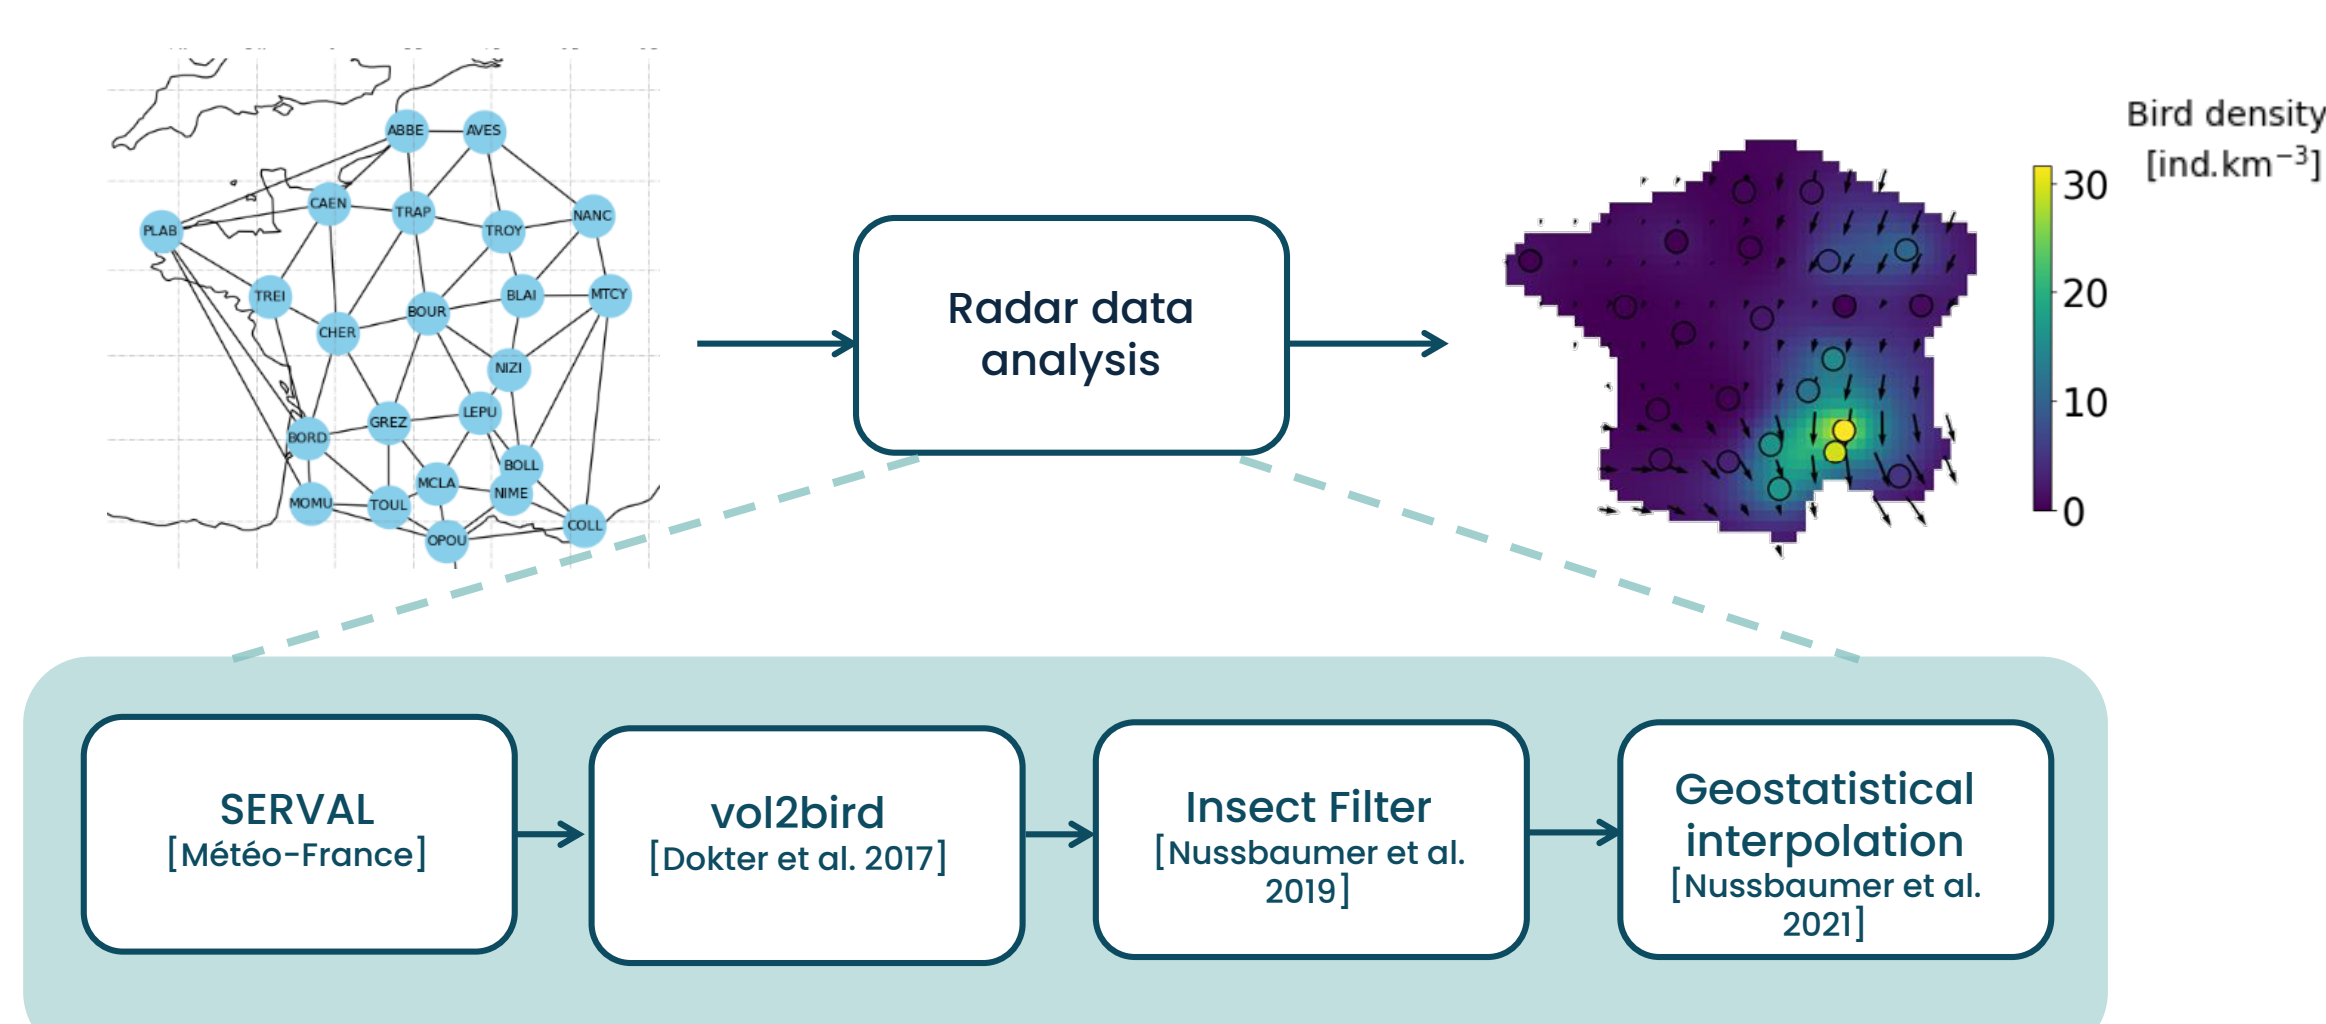 ABBE
AVES
CAEN
TRAP
NANC
PLAB
TROY
TREI
BLAI
MTCY
BOUR
CHER
NIZI
LEPU
GREZ
BORD
BOLL
MCLA
NIME
MOMU
TOUL
COLL
OPOU
Radar data
analysis
Bird density
[ind.km⁻³]
30
20
10
0
SERVAL
[Météo-France]
vol2bird
[Dokter et al. 2017]
Insect Filter
[Nussbaumer et al.
2019]
Geostatistical
interpolation
[Nussbaumer et al.
2021]